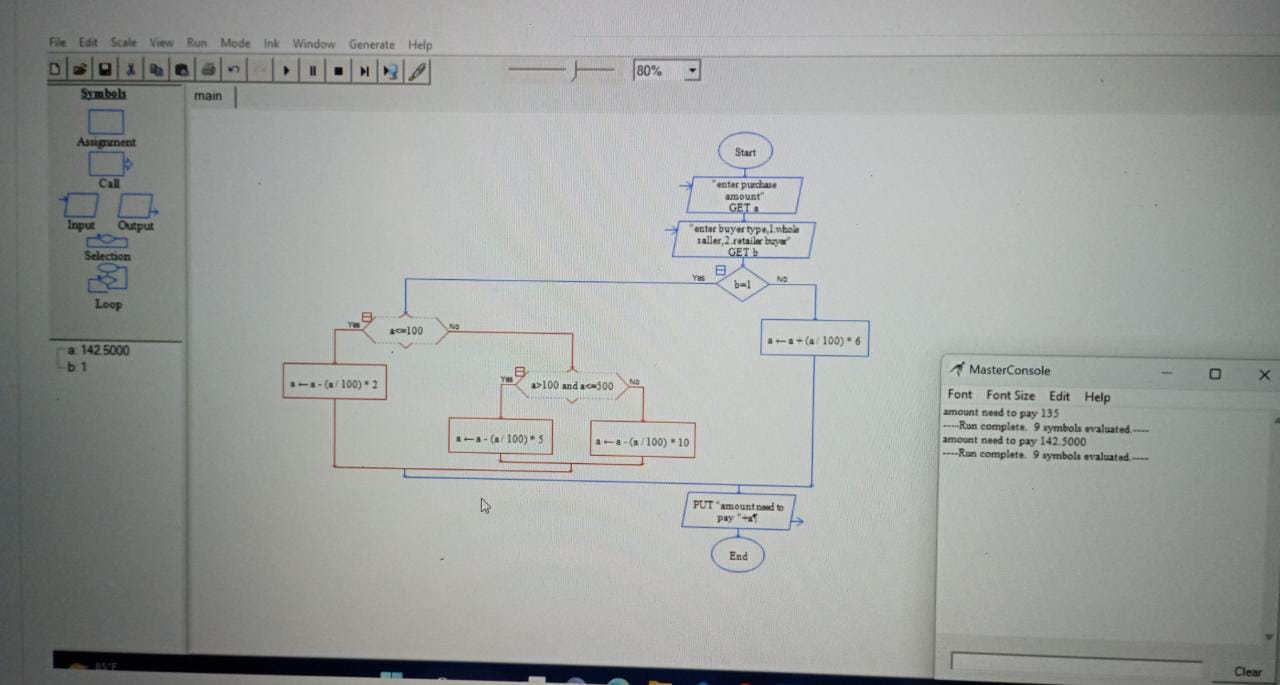 File Edit Scale View Run Mode Ink Window Generate Help
80%
Symbols
main
Assignment
Call
Input Output
Selection
Loop
a: 142.5000
b: 1
Start
"enter purchase
amount"
GET a
"enter buyer type,1.whole
saller,2.retailer buyer"
GET b
Yes
b=1
No
Yes
a<=100
No
a←a+(a/100)*6
a←a-(a/100)*2
Yes
a>100 and a<=500
No
a←a-(a/100)*5
a←a-(a/100)*10
PUT "amount need to
pay "+a¶
End
MasterConsole
Font Font Size Edit Help
amount need to pay 135
----Run complete. 9 symbols evaluated.----
amount need to pay 142.5000
----Run complete. 9 symbols evaluated.----
Clear
85°F